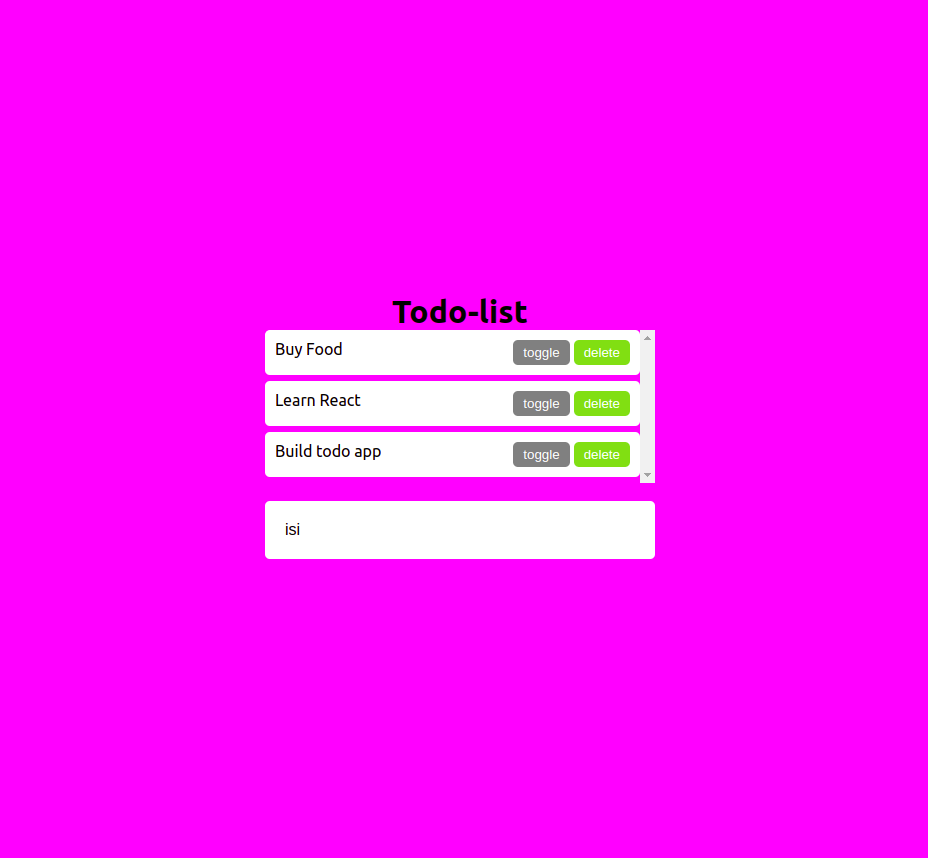 Todo-list
Buy Food toggle delete
Learn React toggle delete
Build todo app toggle delete
isi